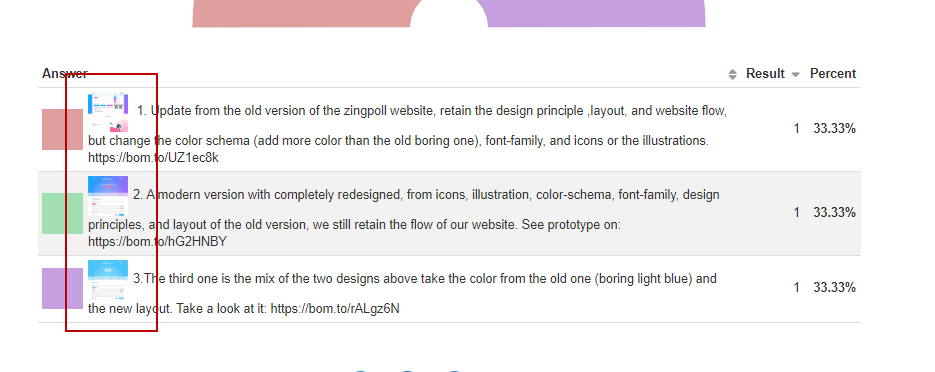 Answer Result Percent
1. Update from the old version of the zingpoll website, retain the design principle ,layout, and website flow,
but change the color schema (add more color than the old boring one), font-family, and icons or the illustrations.
https://bom.to/UZ1ec8k
1 33.33%
2. A modern version with completely redesigned, from icons, illustration, color-schema, font-family, design
principles, and layout of the old version, we still retain the flow of our website. See prototype on:
https://bom.to/hG2HNBY
1 33.33%
3.The third one is the mix of the two designs above take the color from the old one (boring light blue) and
the new layout. Take a look at it: https://bom.to/rALgz6N
1 33.33%